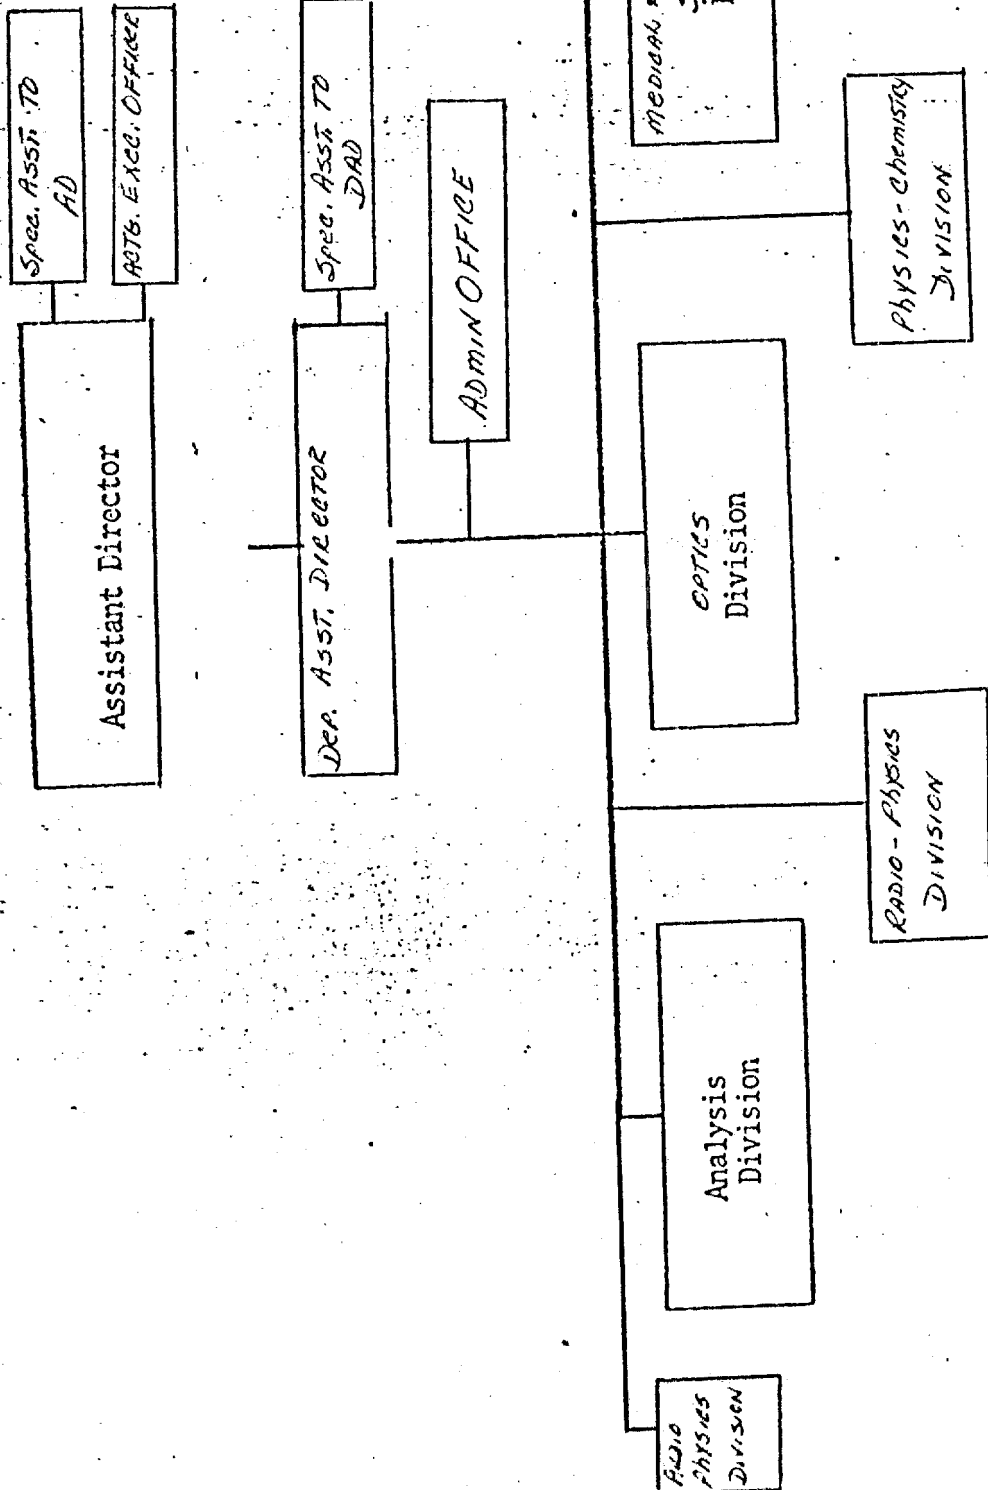 Assistant Director
Spec. ASST. TO
AD
ACTG. EXEC. OFFICER
Dep. ASST. DIRECTOR
Spec. ASST TO
DAD
ADMIN OFFICE
Analysis
Division
OPTICS
Division
MEDICAL
Physics
Division
RADIO - Physics
DIVISION
Physics - Chemistry
DIVISION